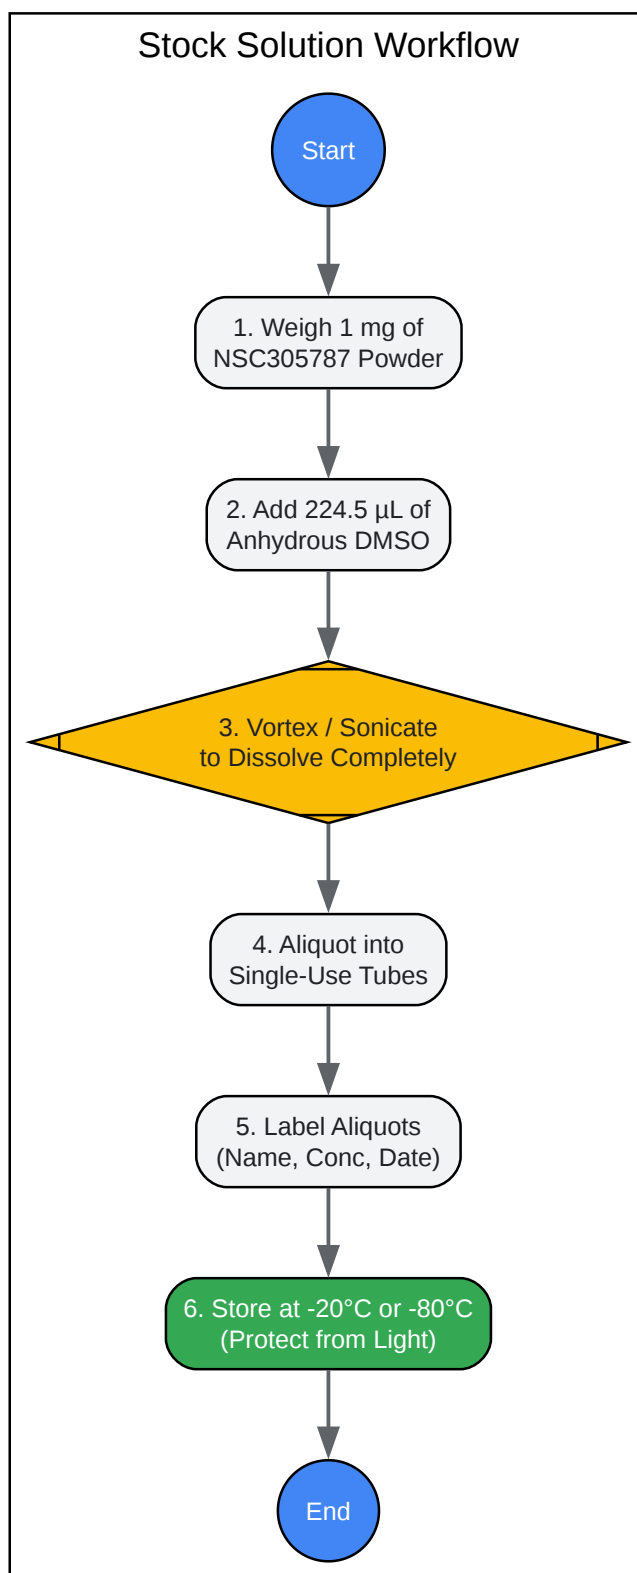 Stock Solution Workflow
Start
1. Weigh 1 mg of
NSC305787 Powder
2. Add 224.5 µL of
Anhydrous DMSO
3. Vortex / Sonicate
to Dissolve Completely
4. Aliquot into
Single-Use Tubes
5. Label Aliquots
(Name, Conc, Date)
6. Store at -20°C or -80°C
(Protect from Light)
End